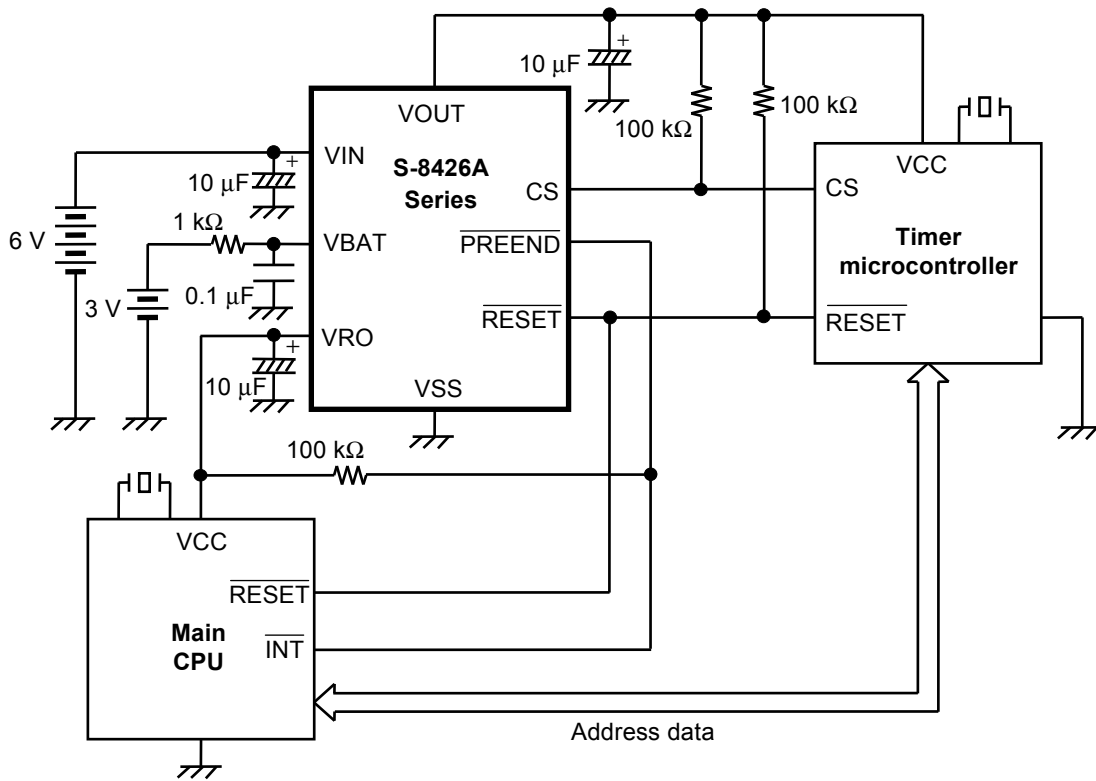 10 μF
+
100 kΩ
100 kΩ
VOUT
VIN
+
10 μF
S-8426A
Series
CS
VCC
CS
1 kΩ
6 V
VBAT
PREEND
Timer
microcontroller
0.1 μF
3 V
RESET
RESET
VRO
+
10 μF
VSS
100 kΩ
VCC
RESET
Main
CPU
INT
Address data